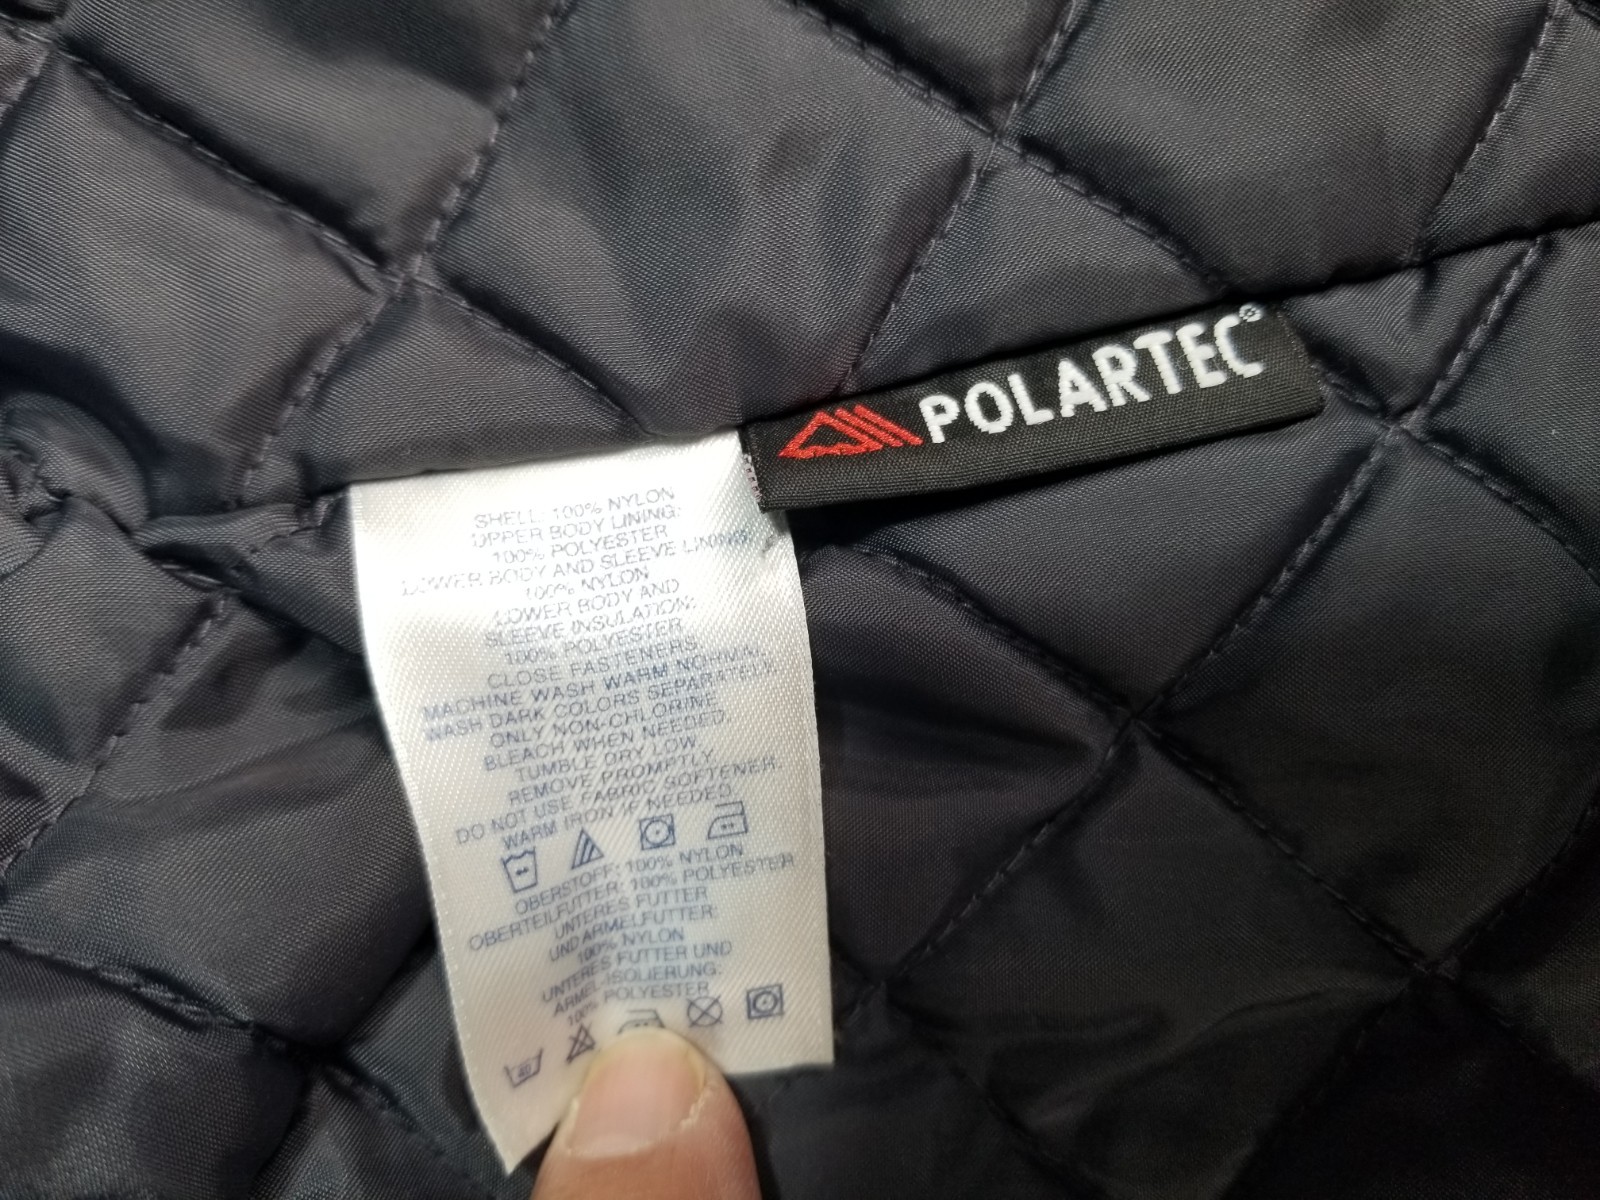 POLARTEC®
SHELL: 100% NYLON
UPPER BODY LINING:
100% POLYESTER
LOWER BODY AND SLEEVE LINING:
100% NYLON
LOWER BODY AND
SLEEVE INSULATION:
100% POLYESTER
CLOSE FASTENERS.
MACHINE WASH WARM NORMAL
WASH DARK COLORS SEPARATELY.
ONLY NON-CHLORINE
BLEACH WHEN NEEDED.
TUMBLE DRY LOW.
REMOVE PROMPTLY.
DO NOT USE FABRIC SOFTENER.
WARM IRON IF NEEDED
OBERSTOFF: 100% NYLON
OBERTEILFUTTER: 100% POLYESTER
UNTERES FUTTER
UND ARMELFUTTER:
100% NYLON
UNTERES FUTTER UND
ARMEL-ISOLIERUNG:
100% POLYESTER
40